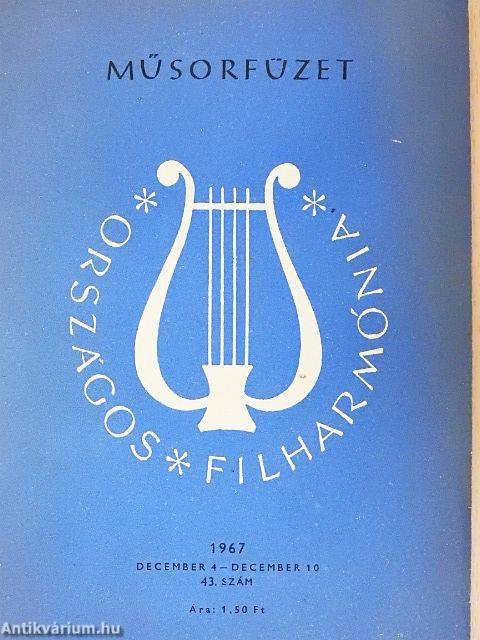 MŰSORFÜZET
* ORSZÁGOS * FILHARMÓNIA *
1967
DECEMBER 4 – DECEMBER 10
43. SZÁM
Ára: 1,50 Ft
Antikvárium.hu